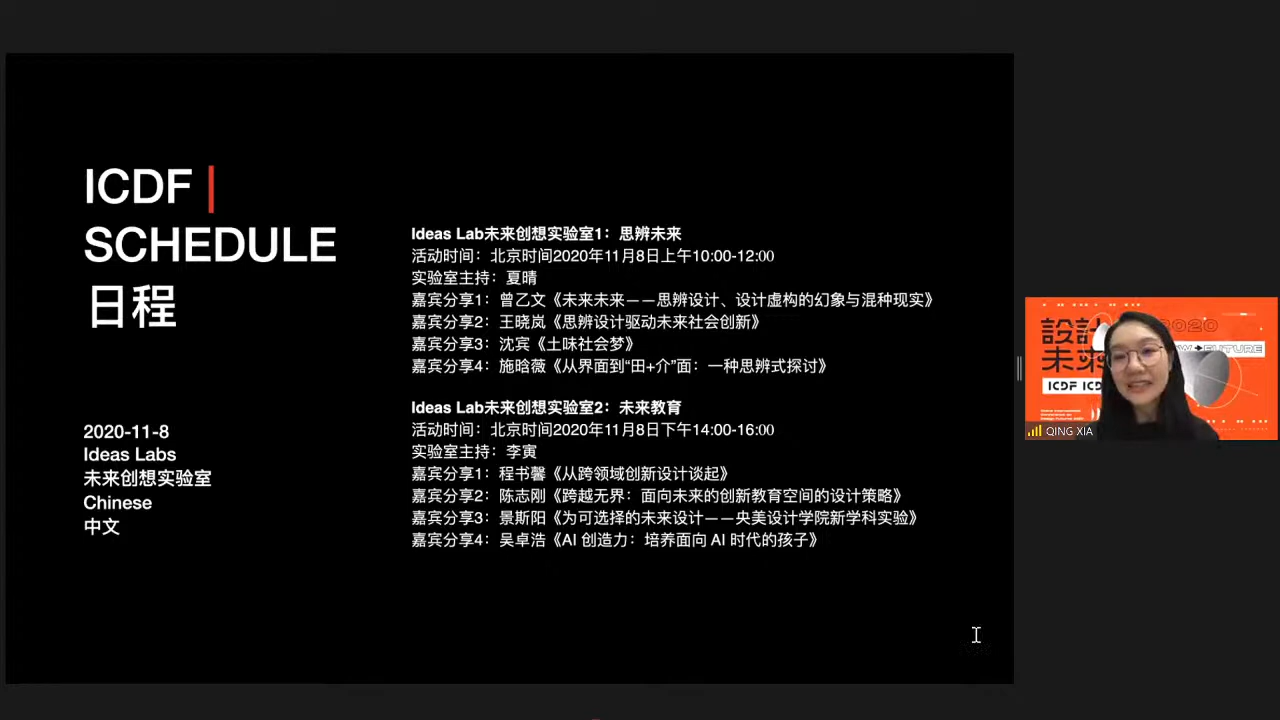 ICDF |
SCHEDULE
日程
2020-11-8
Ideas Labs
未来创想实验室
Chinese
中文
Ideas Lab未来创想实验室1：思辨未来
活动时间：北京时间2020年11月8日上午10:00-12:00
实验室主持：夏晴
嘉宾分享1：曾乙文《未来未来——思辨设计、设计虚构的幻象与混种现实》
嘉宾分享2：王晓岚《思辨设计驱动未来社会创新》
嘉宾分享3：沈宾《土味社会梦》
嘉宾分享4：施晗薇《从界面到“田+介”面：一种思辨式探讨》
Ideas Lab未来创想实验室2：未来教育
活动时间：北京时间2020年11月8日下午14:00-16:00
实验室主持：李寅
嘉宾分享1：程书馨《从跨领域创新设计谈起》
嘉宾分享2：陈志刚《跨越无界：面向未来的创新教育空间的设计策略》
嘉宾分享3：景斯阳《为可选择的未来设计——央美设计学院新学科实验》
嘉宾分享4：吴卓浩《AI 创造力：培养面向 AI 时代的孩子》
設計
2020
未来
FUTURE
ICDF
QING XIA